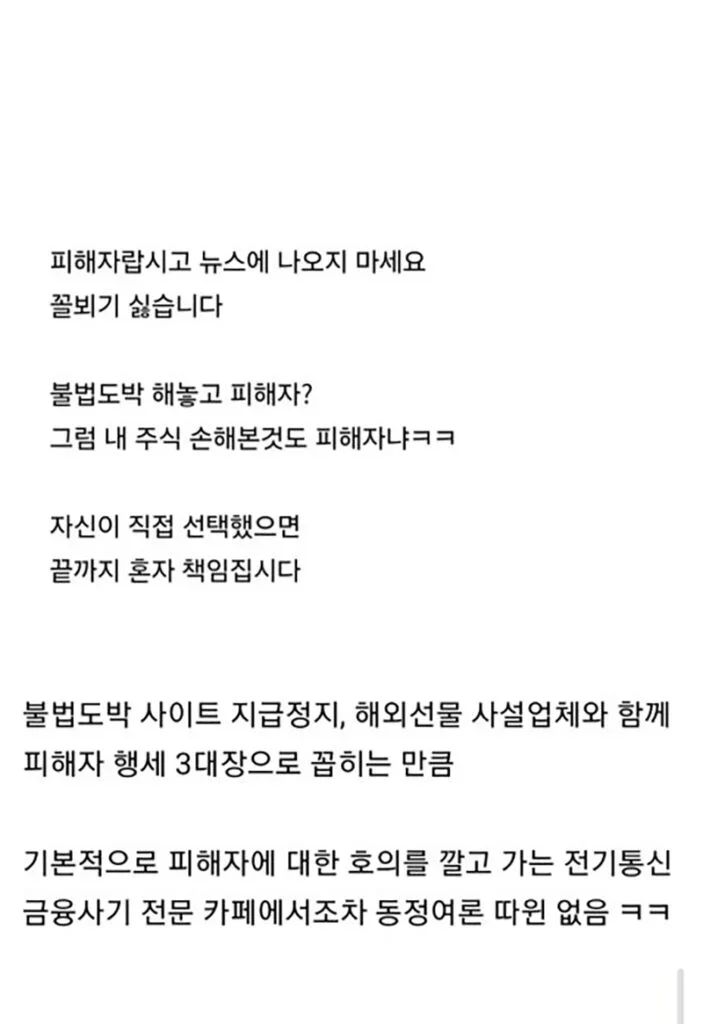 피해자랍시고 뉴스에 나오지 마세요
꼴뵈기 싫습니다
불법도박 해놓고 피해자?
그럼 내 주식 손해본것도 피해자냐ㅋㅋ
자신이 직접 선택했으면
끝까지 혼자 책임집시다
불법도박 사이트 지급정지, 해외선물 사설업체와 함께
피해자 행세 3대장으로 꼽히는 만큼
기본적으로 피해자에 대한 호의를 깔고 가는 전기통신
금융사기 전문 카페에서조차 동정여론 따윈 없음 ㅋㅋ